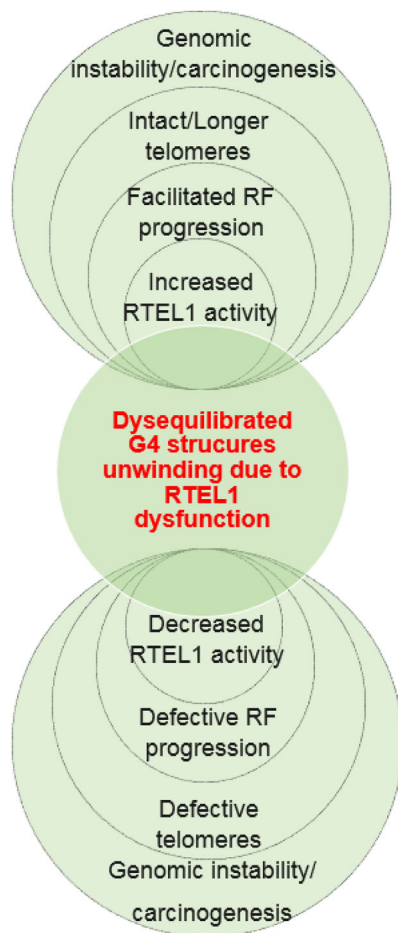 Genomic
instability/carcinogenesis
Intact/Longer
telomeres
Facilitated RF
progression
Increased
RTEL1 activity
Dysequilibrated
G4 strucures
unwinding due to
RTEL1
dysfunction
Decreased
RTEL1 activity
Defective RF
progression
Defective
telomeres
Genomic instability/
carcinogenesis